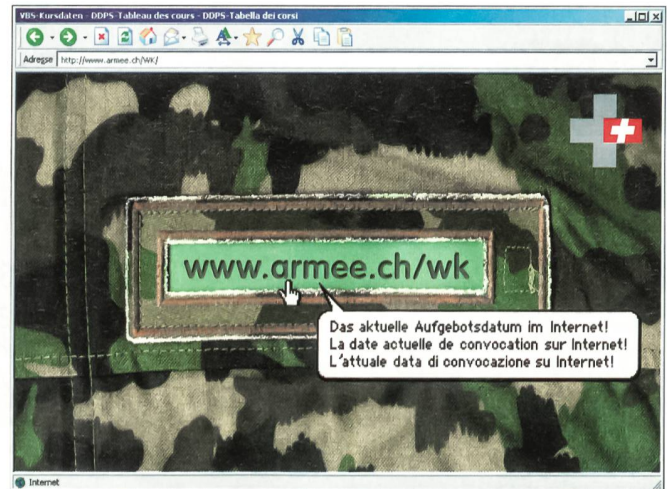 VBS-Kursdaten - DDPS-Tableau des cours - DDPS-Tabella dei corsi
Adresse http://www.armee.ch/WK/
www.armee.ch/wk
Das aktuelle Aufgebotsdatum im Internet!
La date actuelle de convocation sur Internet!
L'attuale data di convocazione su Internet!
Internet